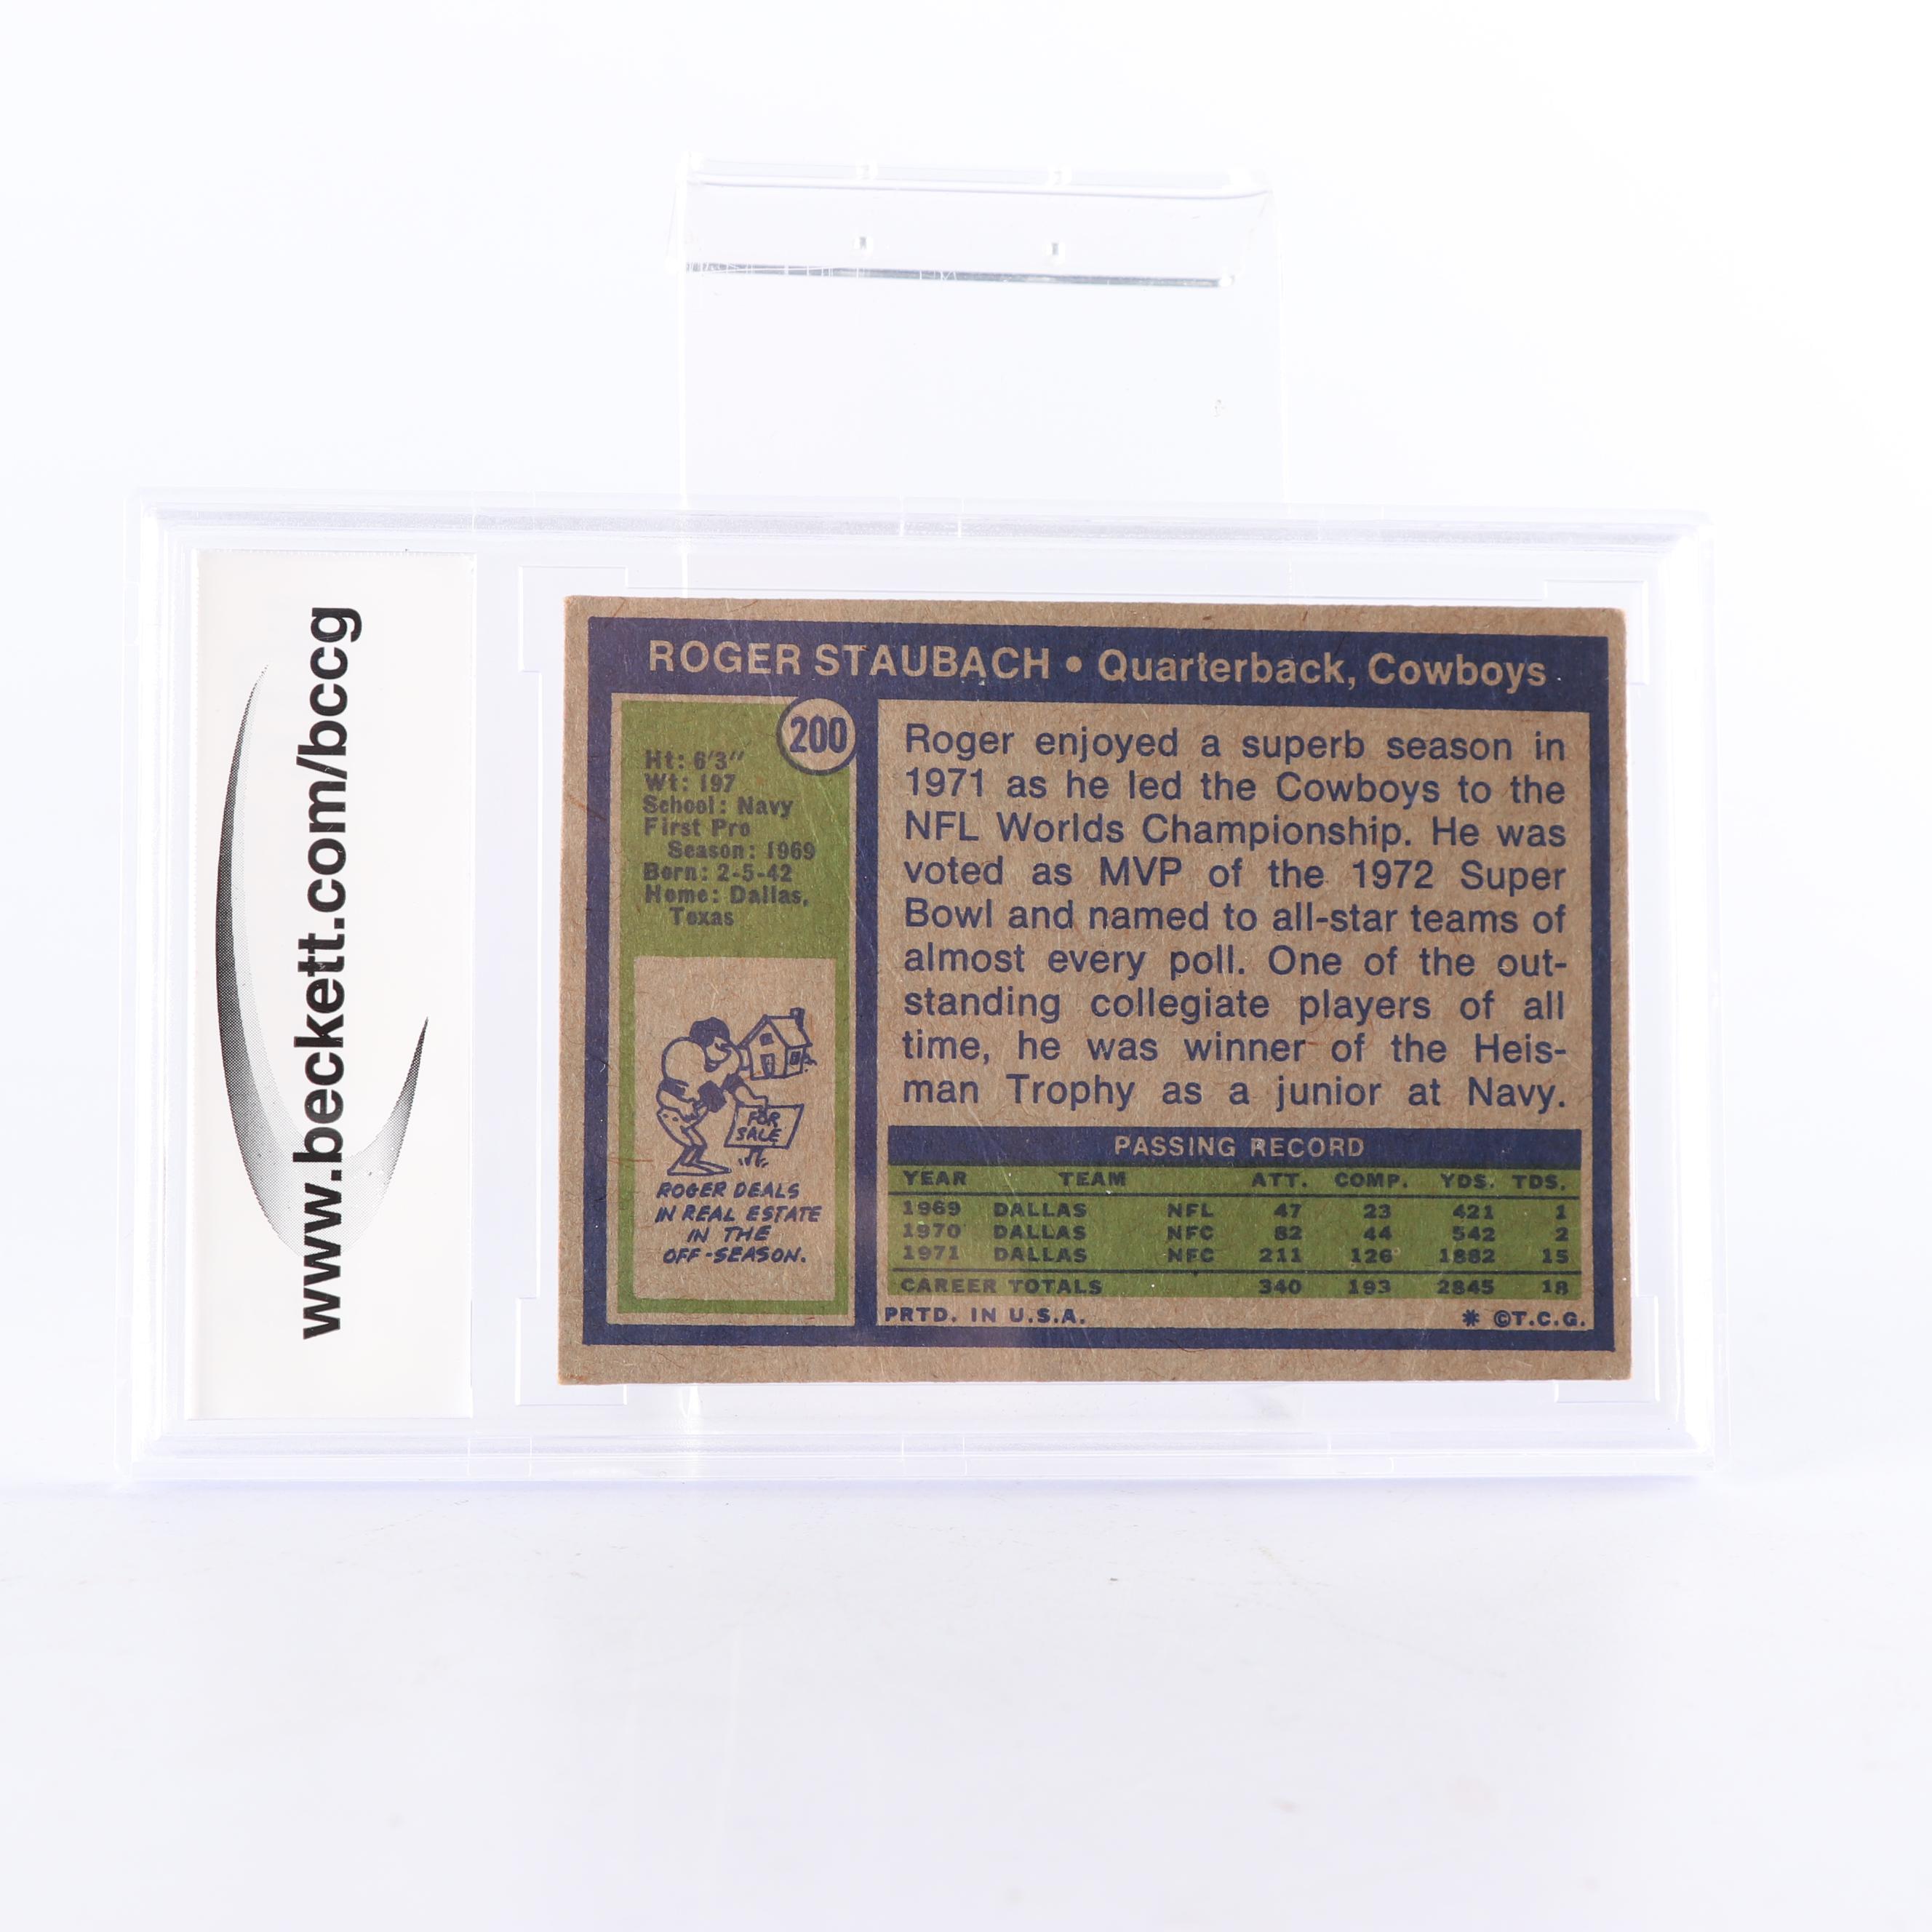 www.beckett.com/bccg
ROGER STAUBACH • Quarterback, Cowboys
200
Ht: 6'3"
Wt: 197
School: Navy
First Pro
Season: 1969
Born: 2-5-42
Home: Dallas,
Texas
FOR
SALE
ROGER DEALS
IN REAL ESTATE
IN THE
OFF-SEASON.
Roger enjoyed a superb season in
1971 as he led the Cowboys to the
NFL Worlds Championship. He was
voted as MVP of the 1972 Super
Bowl and named to all-star teams of
almost every poll. One of the out-
standing collegiate players of all
time, he was winner of the Heis-
man Trophy as a junior at Navy.
PASSING RECORD
YEAR TEAM ATT. COMP. YDS. TDS.
1969 DALLAS NFL 47 23 421 1
1970 DALLAS NFC 82 44 542 2
1971 DALLAS NFC 211 126 1882 15
CAREER TOTALS 340 193 2845 18
PRTD. IN U.S.A. * ©T.C.G.